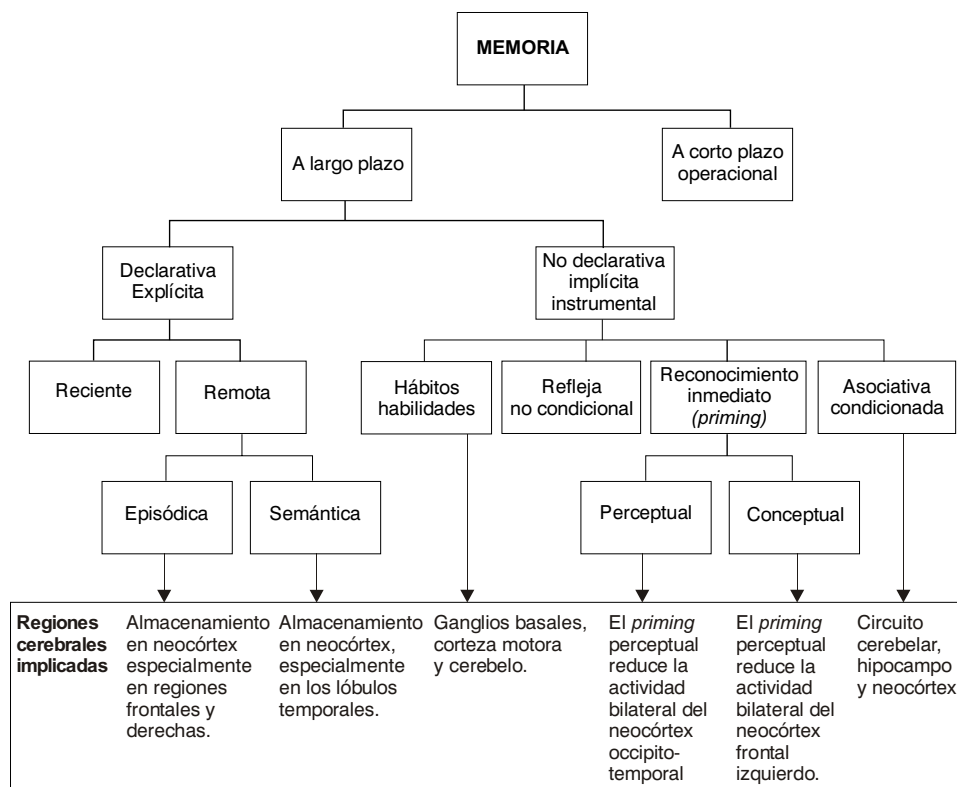 MEMORIA
A largo plazo
A corto plazo
operacional
Declarativa
Explícita
No declarativa
implícita
instrumental
Reciente
Remota
Hábitos
habilidades
Refleja
no condicional
Reconocimiento
inmediato
(priming)
Asociativa
condicionada
Episódica
Semántica
Perceptual
Conceptual
Regiones
cerebrales
implicadas
Almacenamiento
en neocórtex
especialmente
en regiones
frontales y
derechas.
Almacenamiento
en neocórtex,
especialmente
en los lóbulos
temporales.
Ganglios basales,
corteza motora
y cerebelo.
El priming
perceptual
reduce la
actividad
bilateral del
neocórtex
occipito-
temporal
El priming
perceptual
reduce la
actividad
bilateral del
neocórtex
frontal
izquierdo.
Circuito
cerebelar,
hipocampo
y neocórtex